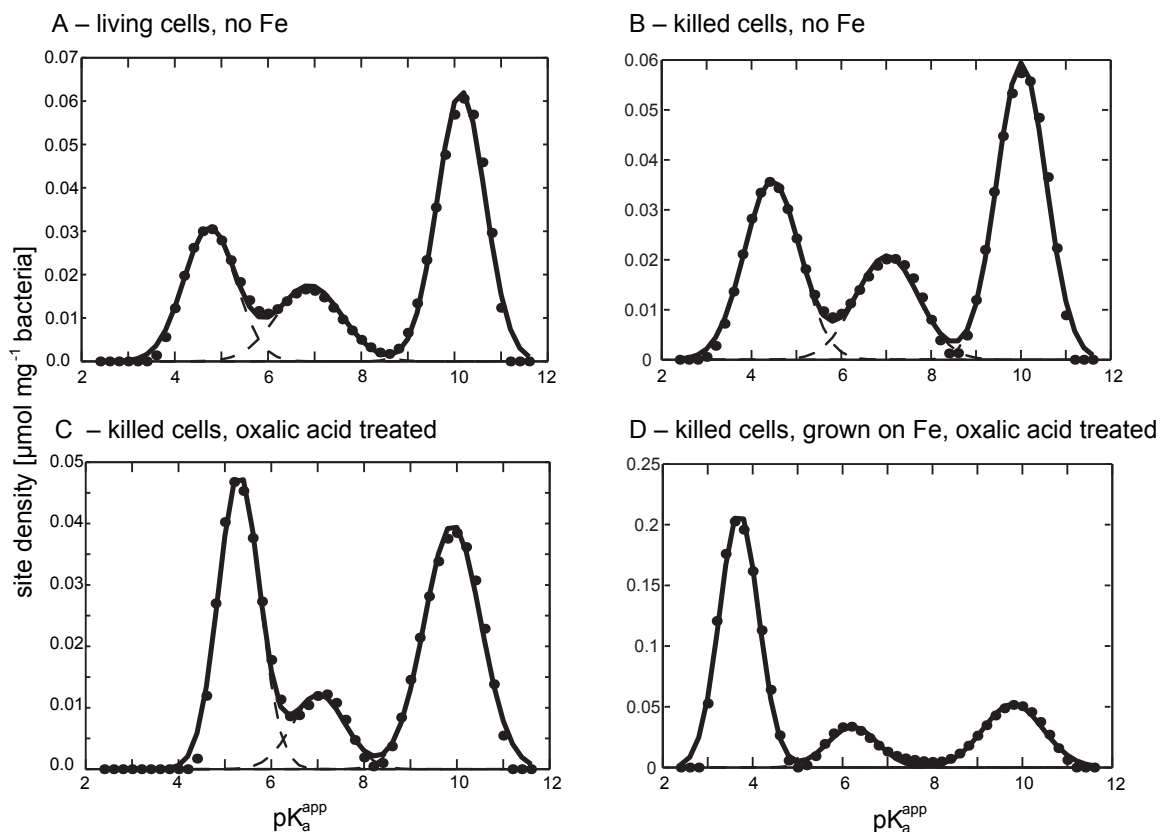 A – living cells, no Fe
B – killed cells, no Fe
0.07
0.06
0.05
0.04
0.03
0.02
0.01
0.0
2 4 6 8 10 12
0.06
0.05
0.04
0.03
0.02
0.01
0
2 4 6 8 10 12
site density [µmol mg⁻¹ bacteria]
C – killed cells, oxalic acid treated
D – killed cells, grown on Fe, oxalic acid treated
0.05
0.04
0.03
0.02
0.01
0.0
2 4 6 8 10 12
pKₐᵃᵖᵖ
0.25
0.2
0.15
0.1
0.05
0
2 4 6 8 10 12
pKₐᵃᵖᵖ